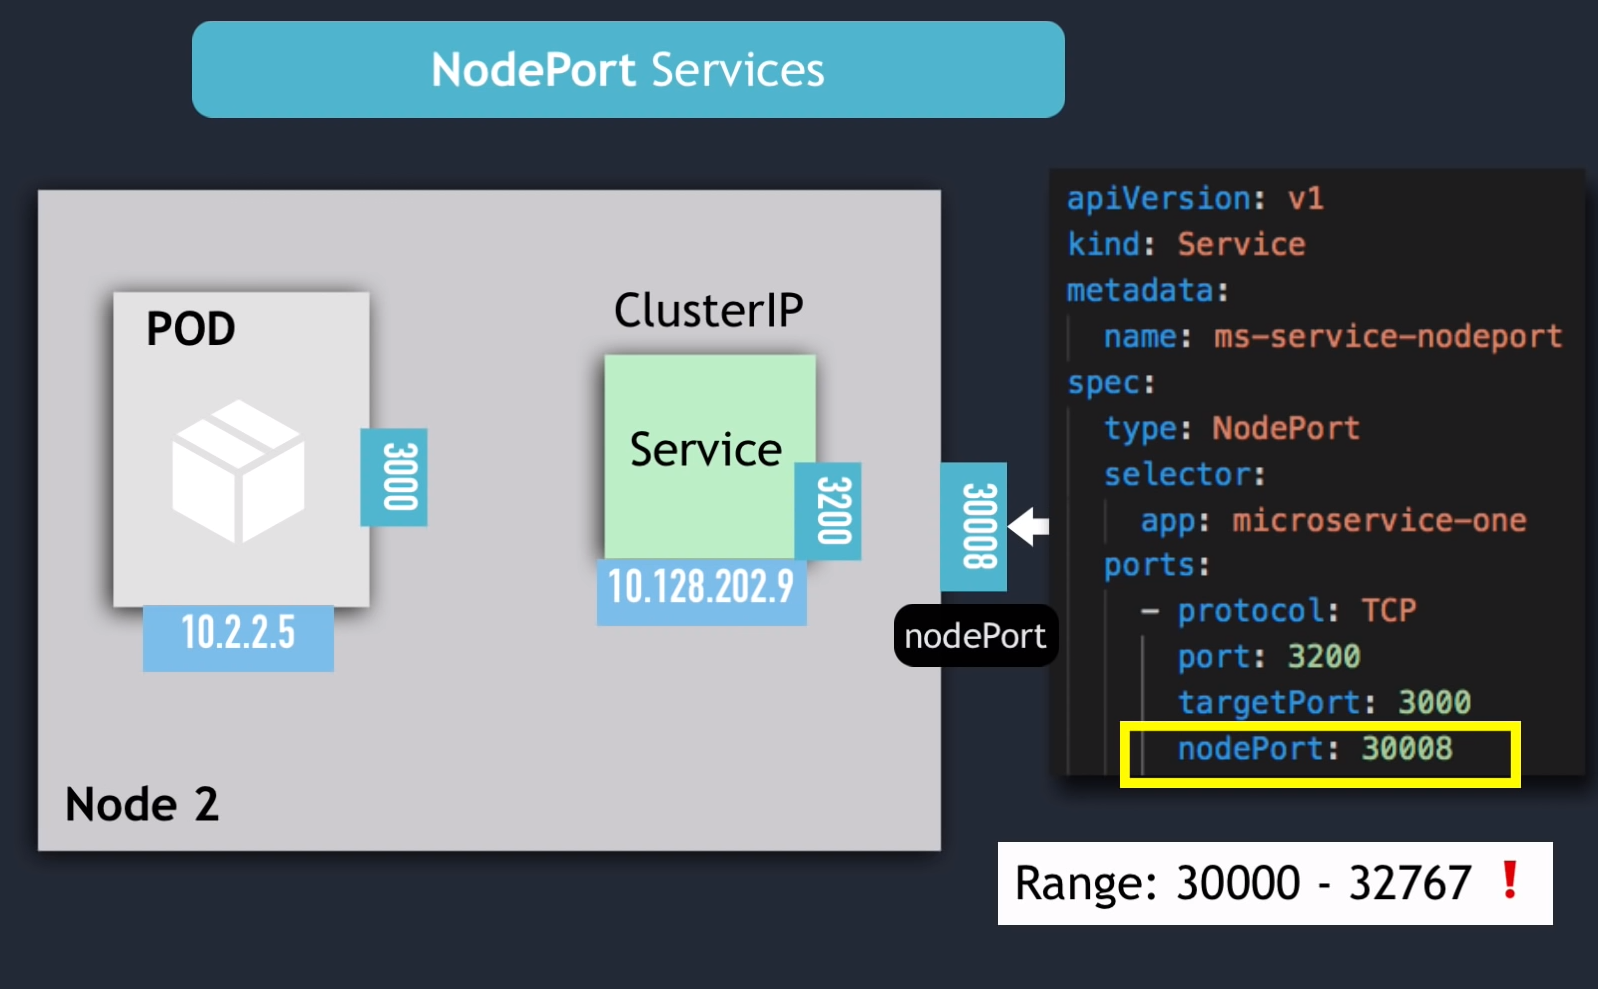 NodePort Services
POD
3000
10.2.2.5
ClusterIP
Service
3200
10.128.202.9
30008
nodePort
Node 2
apiVersion: v1
kind: Service
metadata:
  name: ms-service-nodeport
spec:
  type: NodePort
  selector:
    app: microservice-one
  ports:
    - protocol: TCP
      port: 3200
      targetPort: 3000
      nodePort: 30008
Range: 30000 - 32767 !